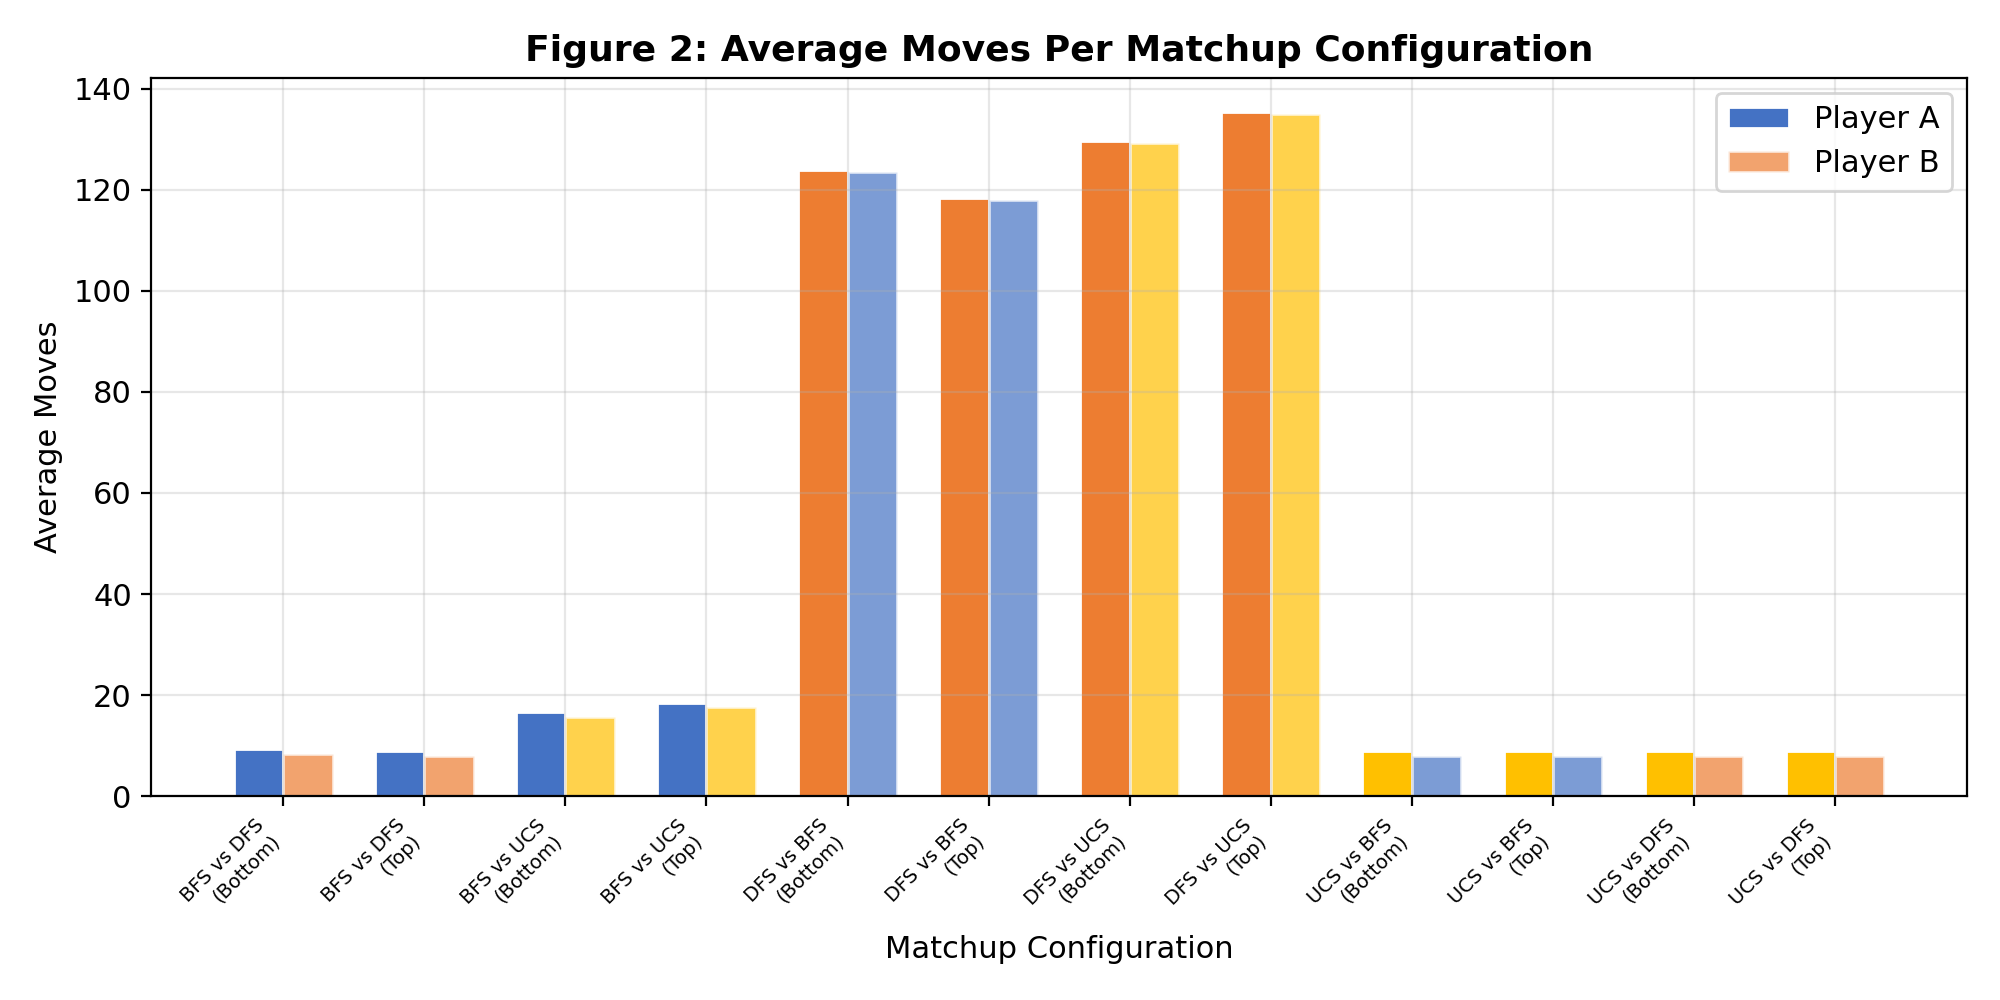 Figure 2: Average Moves Per Matchup Configuration
Player A
Player B
Average Moves
140
120
100
80
60
40
20
0
BFS vs DFS
(Bottom)
BFS vs DFS
(Top)
BFS vs UCS
(Bottom)
BFS vs UCS
(Top)
DFS vs BFS
(Bottom)
DFS vs BFS
(Top)
DFS vs UCS
(Bottom)
DFS vs UCS
(Top)
UCS vs BFS
(Bottom)
UCS vs BFS
(Top)
UCS vs DFS
(Bottom)
UCS vs DFS
(Top)
Matchup Configuration